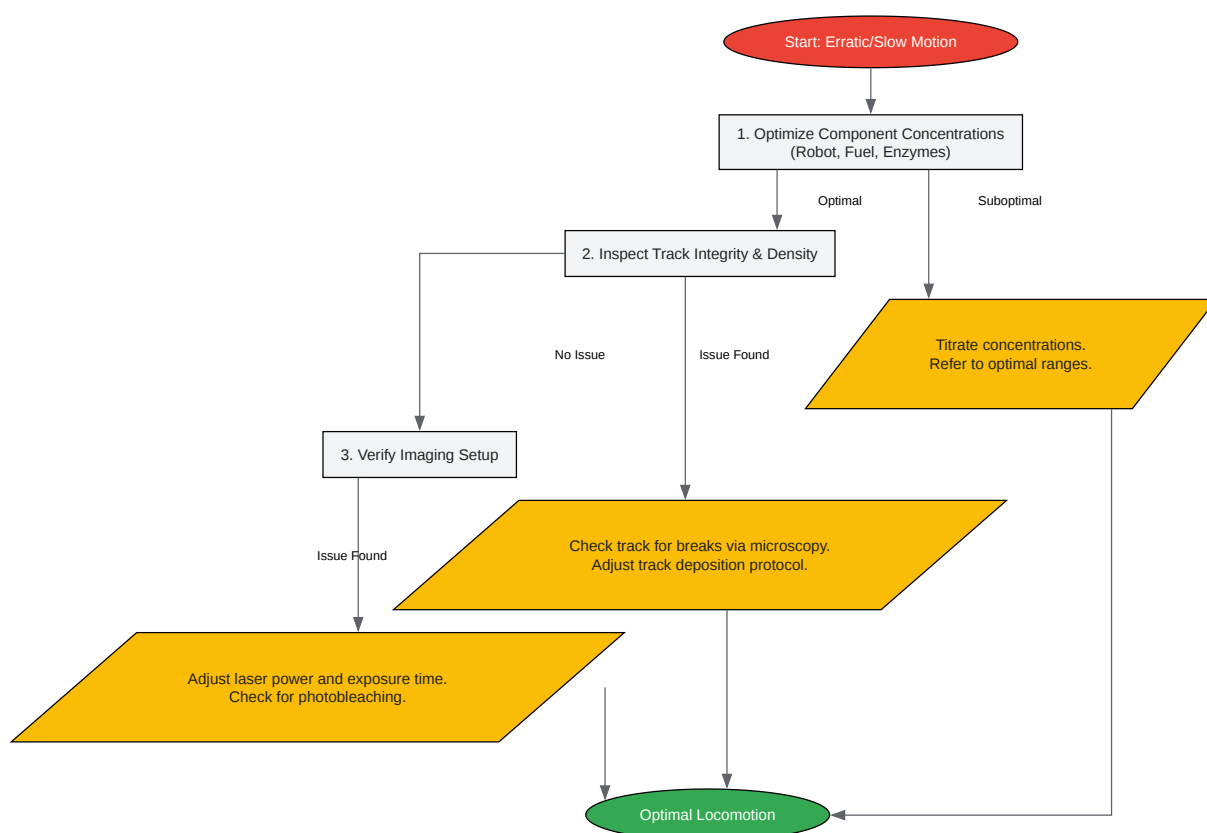 Start: Erratic/Slow Motion
1. Optimize Component Concentrations
(Robot, Fuel, Enzymes)
Optimal
Suboptimal
2. Inspect Track Integrity & Density
Titrate concentrations.
Refer to optimal ranges.
No Issue
Issue Found
3. Verify Imaging Setup
Check track for breaks via microscopy.
Adjust track deposition protocol.
Issue Found
Adjust laser power and exposure time.
Check for photobleaching.
Optimal Locomotion